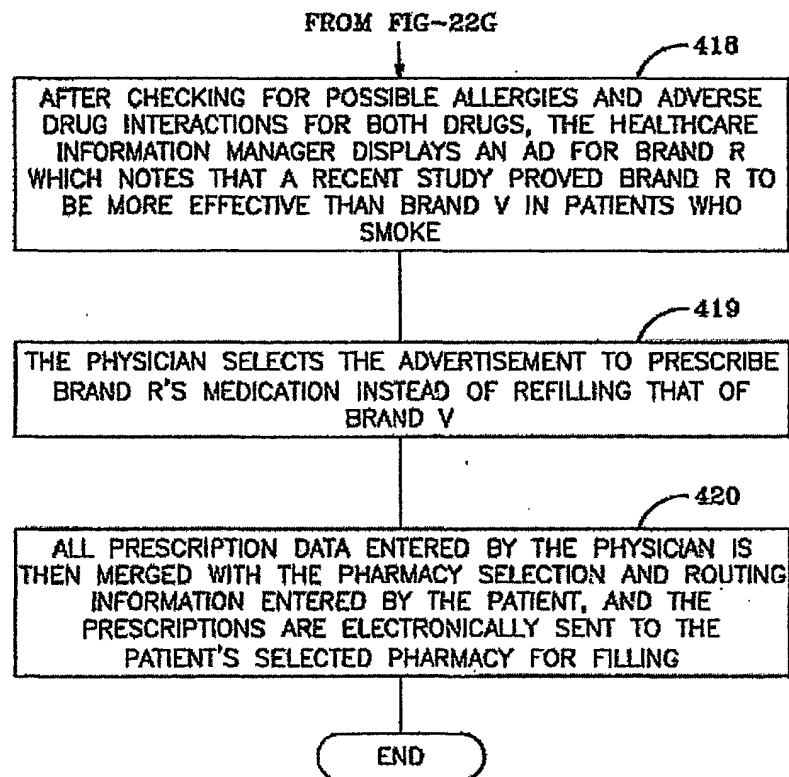 FROM FIG-22G
418
AFTER CHECKING FOR POSSIBLE ALLERGIES AND ADVERSE
DRUG INTERACTIONS FOR BOTH DRUGS, THE HEALTHCARE
INFORMATION MANAGER DISPLAYS AN AD FOR BRAND R
WHICH NOTES THAT A RECENT STUDY PROVED BRAND R TO
BE MORE EFFECTIVE THAN BRAND V IN PATIENTS WHO
SMOKE
419
THE PHYSICIAN SELECTS THE ADVERTISEMENT TO PRESCRIBE
BRAND R'S MEDICATION INSTEAD OF REFILLING THAT OF
BRAND V
420
ALL PRESCRIPTION DATA ENTERED BY THE PHYSICIAN IS
THEN MERGED WITH THE PHARMACY SELECTION AND ROUTING
INFORMATION ENTERED BY THE PATIENT, AND THE
PRESCRIPTIONS ARE ELECTRONICALLY SENT TO THE
PATIENT'S SELECTED PHARMACY FOR FILLING
END